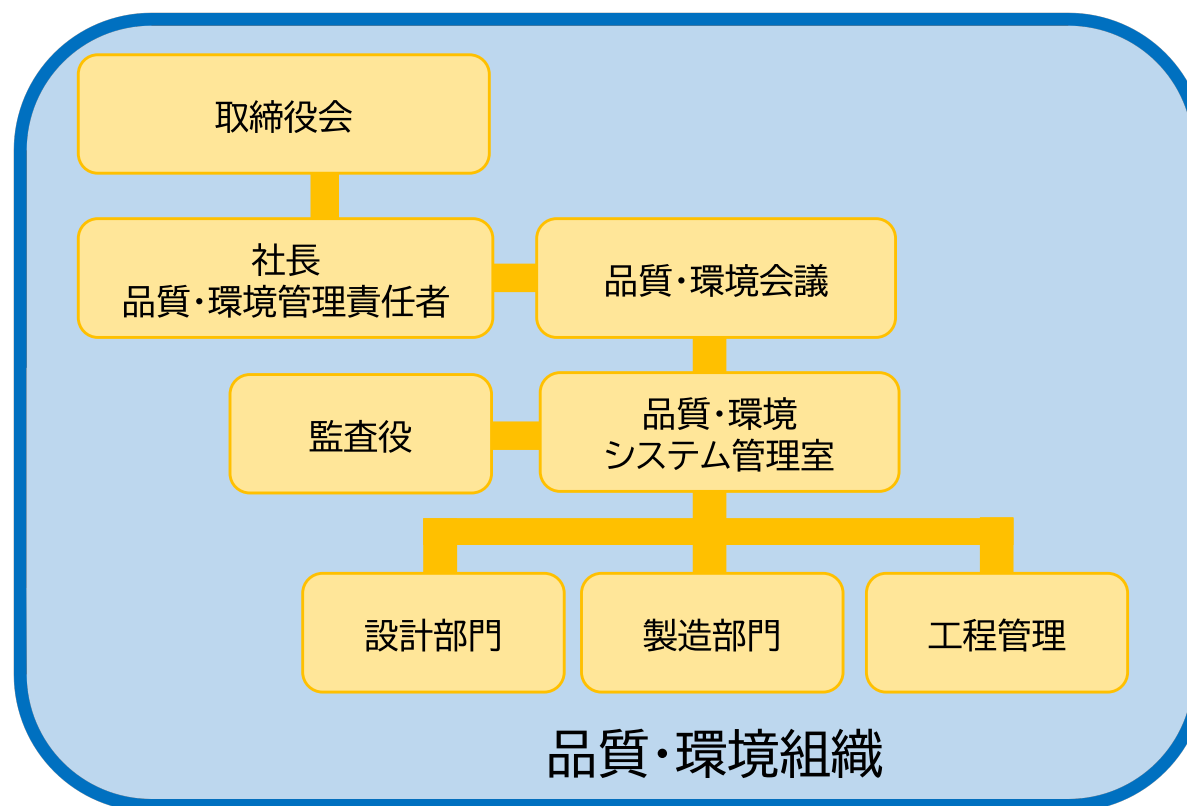 取締役会
社長
品質・環境管理責任者
品質・環境会議
監査役
品質・環境
システム管理室
設計部門
製造部門
工程管理
品質・環境組織